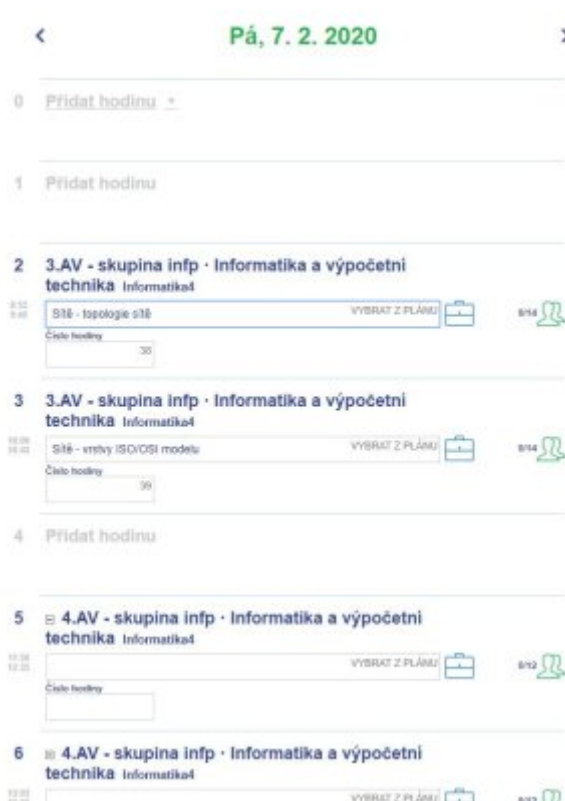 Pá, 7. 2. 2020
0 Přidat hodinu
1 Přidat hodinu
2 3.AV - skupina infp · Informatika a výpočetní
technika Informatika4
Sítě - topologie sítě VYBRAT Z PLÁNU
Číslo hodiny
38
3 3.AV - skupina infp · Informatika a výpočetní
technika Informatika4
Sítě - vrstvy ISO/OSI modelu VYBRAT Z PLÁNU
Číslo hodiny
39
4 Přidat hodinu
5 4.AV - skupina infp · Informatika a výpočetní
technika Informatika4
VYBRAT Z PLÁNU
Číslo hodiny
6 4.AV - skupina infp · Informatika a výpočetní
technika Informatika4
VYBRAT Z PLÁNU